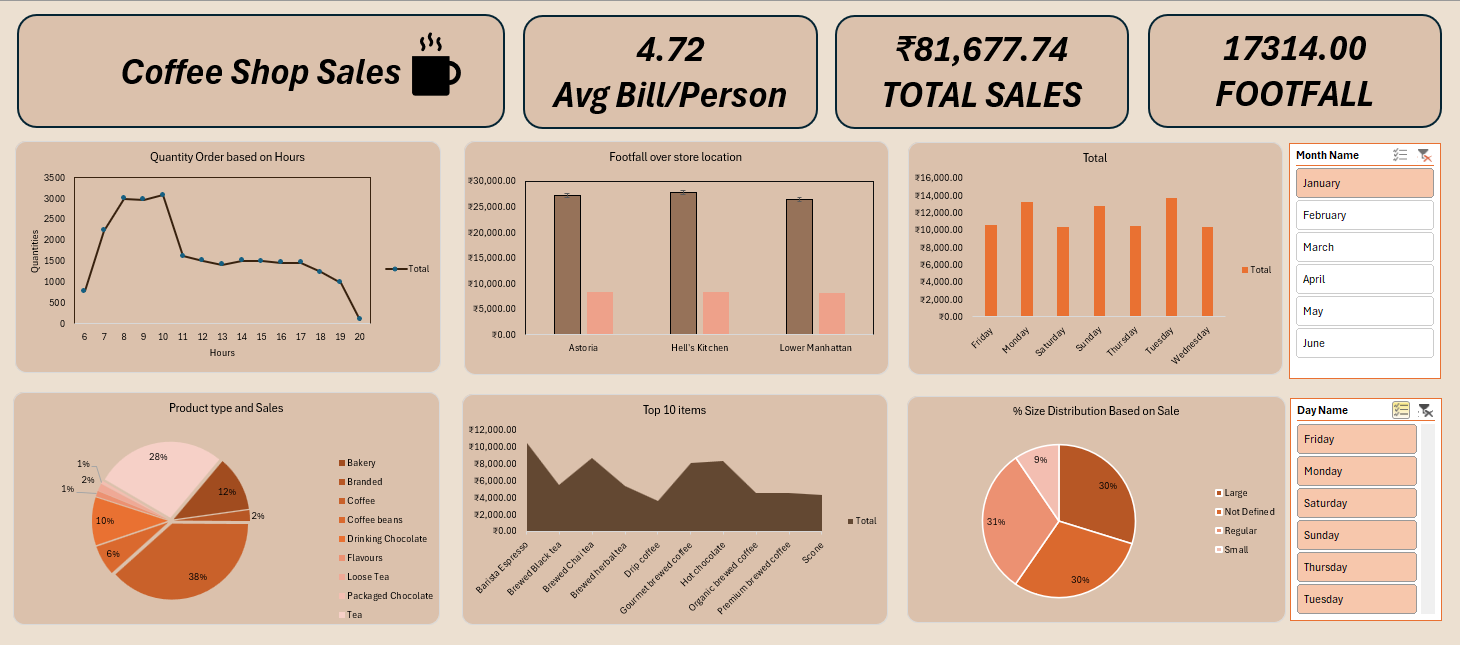 Coffee Shop Sales
4.72
Avg Bill/Person
₹81,677.74
TOTAL SALES
17314.00
FOOTFALL
Quantity Order based on Hours
3500
3000
2500
2000
1500
1000
500
0
Quantities
6 7 8 9 10 11 12 13 14 15 16 17 18 19 20
Hours
Total
Footfall over store location
₹30,000.00
₹25,000.00
₹20,000.00
₹15,000.00
₹10,000.00
₹5,000.00
₹0.00
Astoria
Hell's Kitchen
Lower Manhattan
Total
₹16,000.00
₹14,000.00
₹12,000.00
₹10,000.00
₹8,000.00
₹6,000.00
₹4,000.00
₹2,000.00
₹0.00
Friday
Monday
Saturday
Sunday
Thursday
Tuesday
Wednesday
Total
Month Name
January
February
March
April
May
June
Product type and Sales
28%
12%
2%
38%
6%
10%
1%
2%
1%
Bakery
Branded
Coffee
Coffee beans
Drinking Chocolate
Flavours
Loose Tea
Packaged Chocolate
Tea
Top 10 items
₹12,000.00
₹10,000.00
₹8,000.00
₹6,000.00
₹4,000.00
₹2,000.00
₹0.00
Barista Espresso
Brewed Black tea
Brewed Chai tea
Brewed herbal tea
Drip coffee
Gourmet brewed coffee
Hot chocolate
Organic brewed coffee
Premium brewed coffee
Scone
Total
% Size Distribution Based on Sale
9%
30%
31%
30%
Large
Not Defined
Regular
Small
Day Name
Friday
Monday
Saturday
Sunday
Thursday
Tuesday